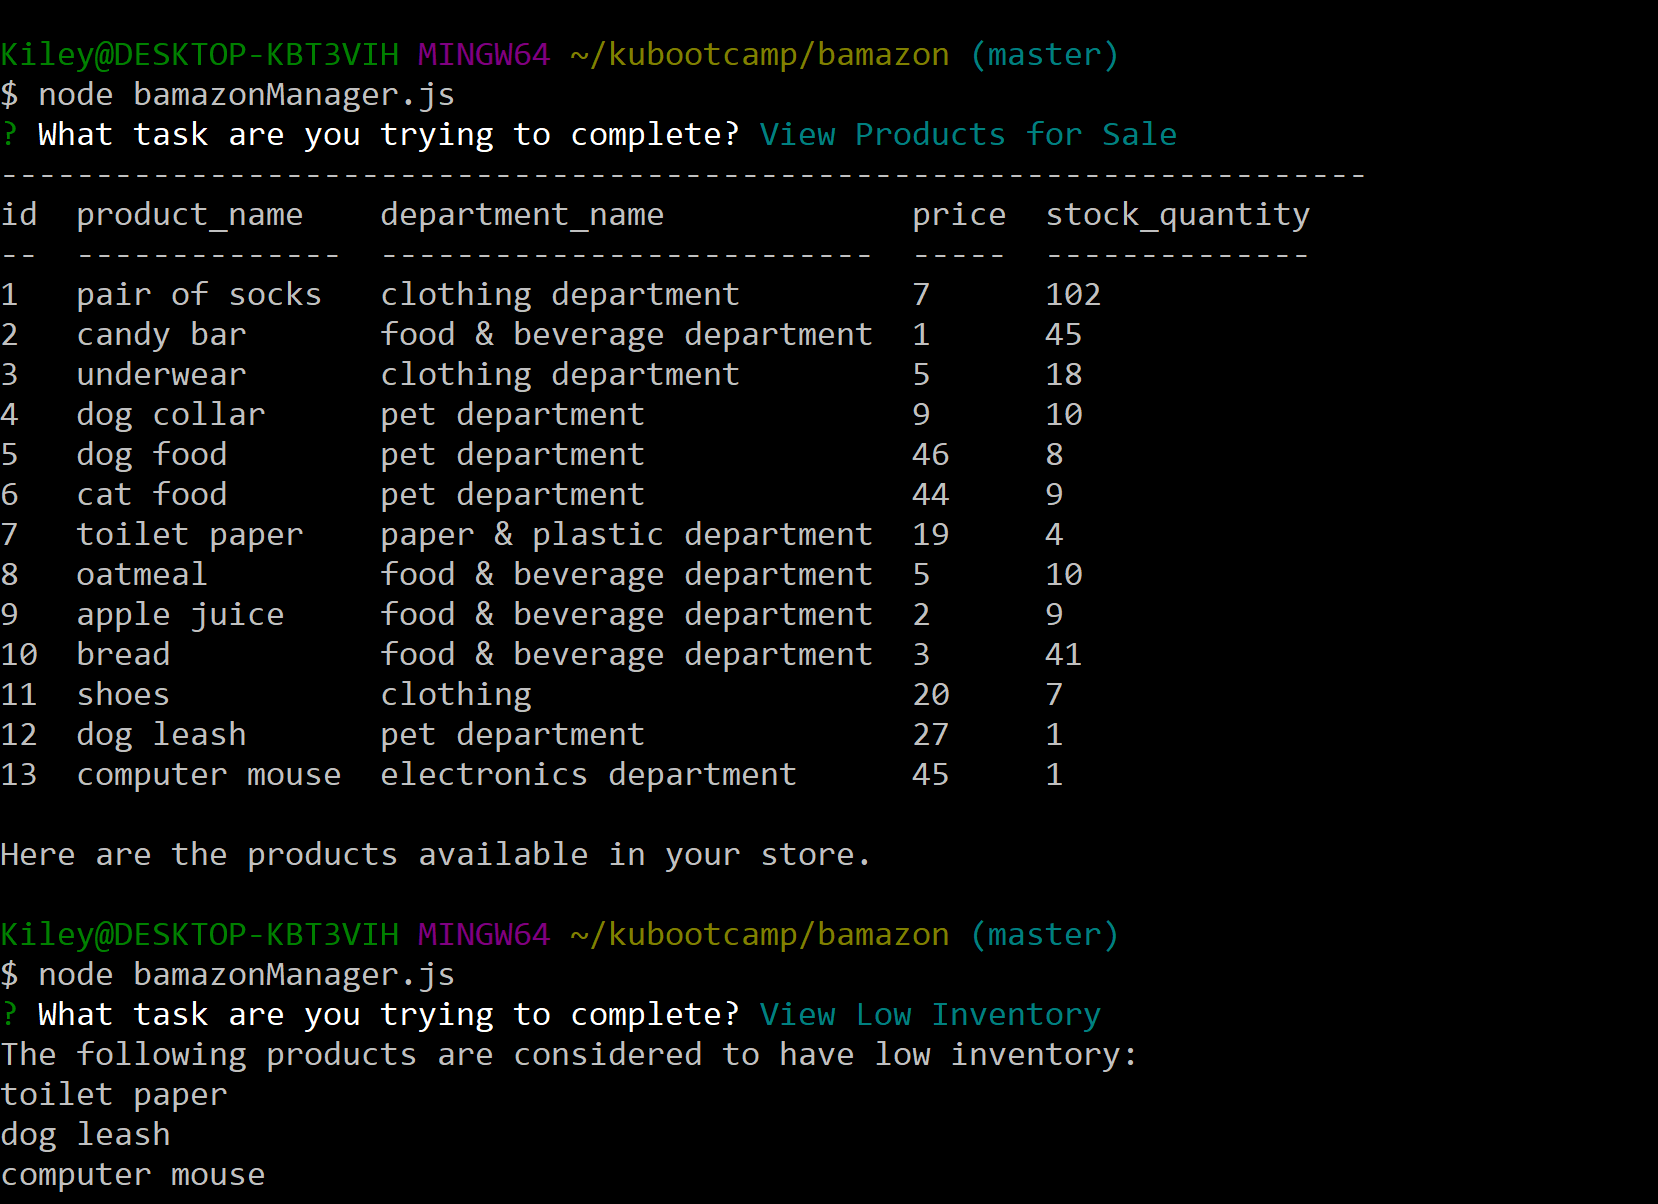 Kiley@DESKTOP-KBT3VIH MINGW64 ~/kubootcamp/bamazon (master)
$ node bamazonManager.js
? What task are you trying to complete? View Products for Sale
------------------------------------------------------------------------
id  product_name    department_name             price  stock_quantity
--  --------------  --------------------------  -----  --------------
1   pair of socks   clothing department         7      102
2   candy bar       food & beverage department  1      45
3   underwear       clothing department         5      18
4   dog collar      pet department              9      10
5   dog food        pet department              46     8
6   cat food        pet department              44     9
7   toilet paper    paper & plastic department  19     4
8   oatmeal         food & beverage department  5      10
9   apple juice     food & beverage department  2      9
10  bread           food & beverage department  3      41
11  shoes           clothing                    20     7
12  dog leash       pet department              27     1
13  computer mouse  electronics department      45     1
Here are the products available in your store.
Kiley@DESKTOP-KBT3VIH MINGW64 ~/kubootcamp/bamazon (master)
$ node bamazonManager.js
? What task are you trying to complete? View Low Inventory
The following products are considered to have low inventory:
toilet paper
dog leash
computer mouse